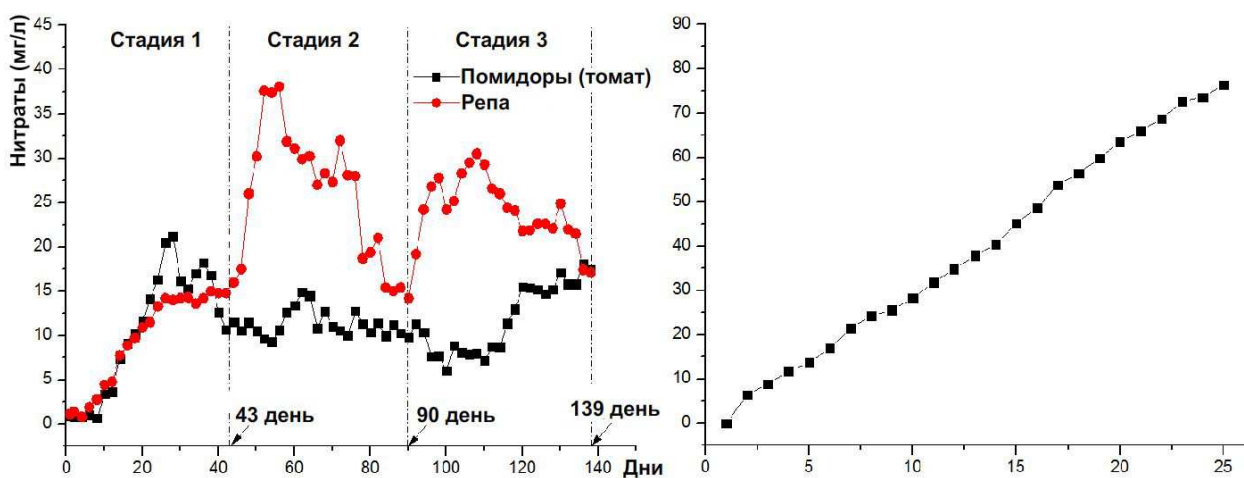 Стадия 1 Стадия 2 Стадия 3
Помидоры (томат)
Репа
Нитраты (мг/л)
45
40
35
30
25
20
15
10
5
0
43 день
90 день
139 день
0 20 40 60 80 100 120 140 Дни
90
80
70
60
50
40
30
20
10
0
0 5 10 15 20 25